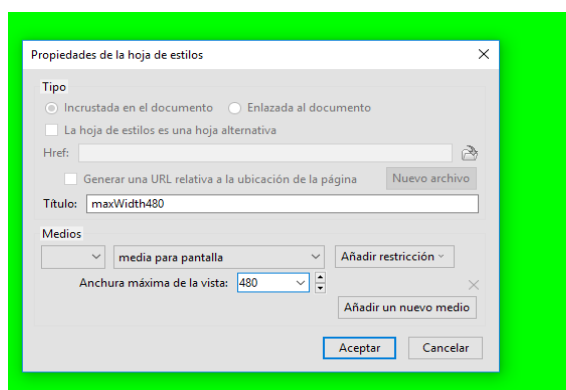 Propiedades de la hoja de estilos
Tipo
Incrustada en el documento Enlazada al documento
La hoja de estilos es una hoja alternativa
Href:
Generar una URL relativa a la ubicación de la página Nuevo archivo
Título: maxWidth480
Medios
media para pantalla Añadir restricción
Anchura máxima de la vista: 480
Añadir un nuevo medio
Aceptar Cancelar